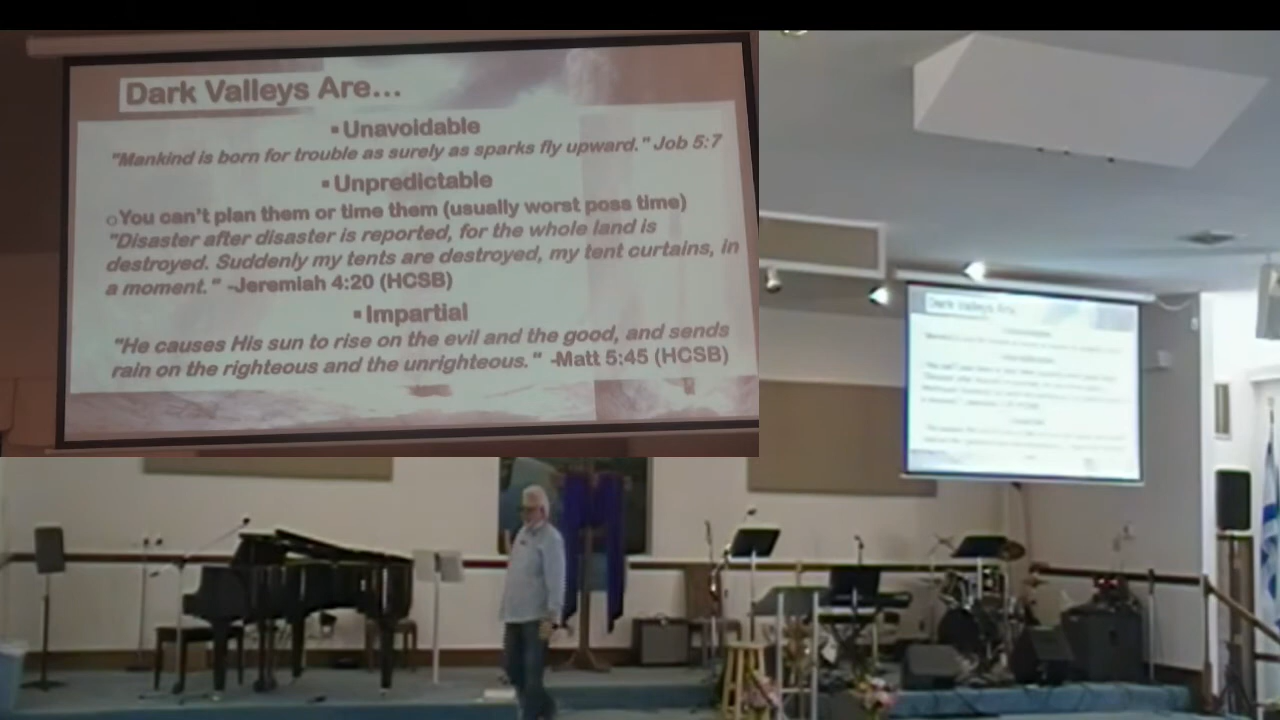 Dark Valleys Are...
▪ Unavoidable
"Mankind is born for trouble as surely as sparks fly upward." Job 5:7
▪ Unpredictable
o You can't plan them or time them (usually worst poss time)
"Disaster after disaster is reported, for the whole land is
destroyed. Suddenly my tents are destroyed, my tent curtains, in
a moment." -Jeremiah 4:20 (HCSB)
▪ Impartial
"He causes His sun to rise on the evil and the good, and sends
rain on the righteous and the unrighteous." -Matt 5:45 (HCSB)
Dark Valleys Are...